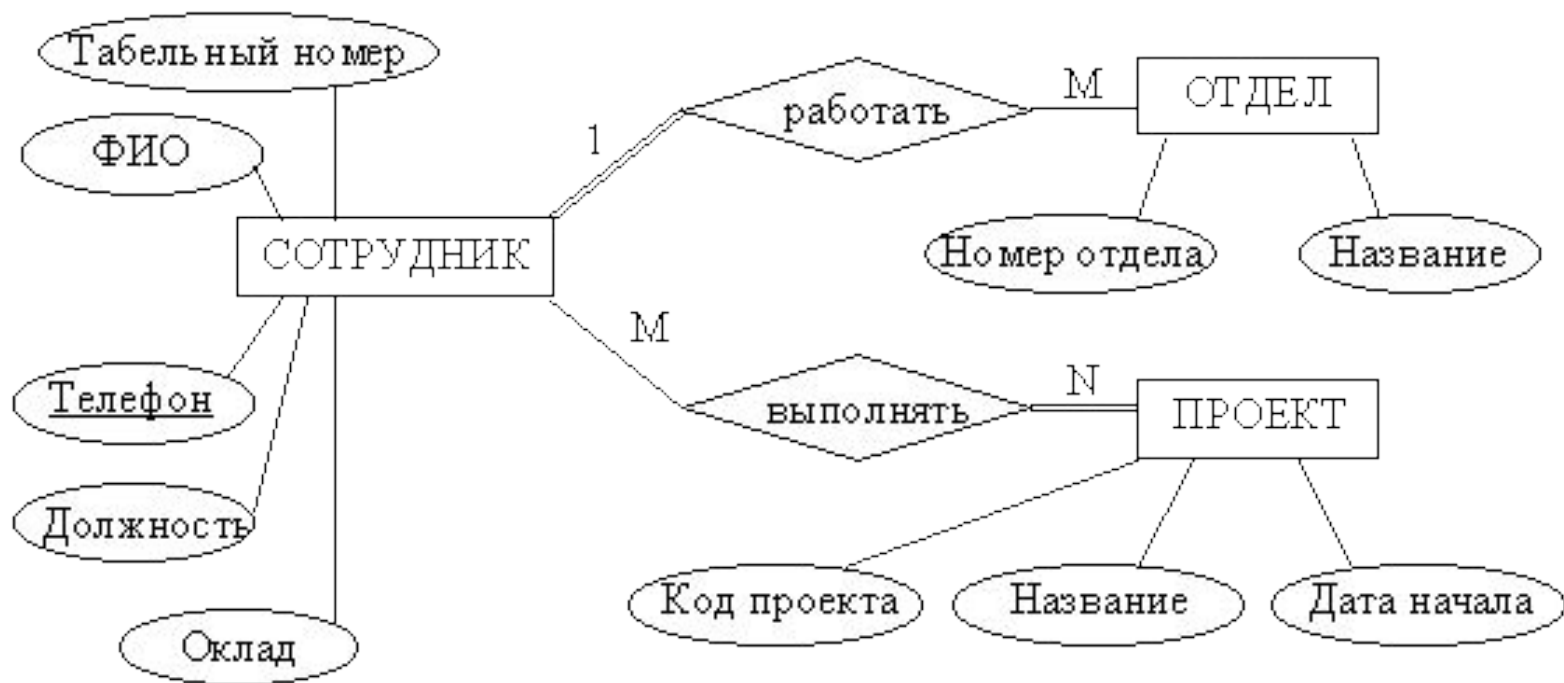 Табельный номер
ФИО
СОТРУДНИК
Телефон
Должность
Оклад
1
работать
М
ОТДЕЛ
Номер отдела
Название
М
выполнять
N
ПРОЕКТ
Код проекта
Название
Дата начала